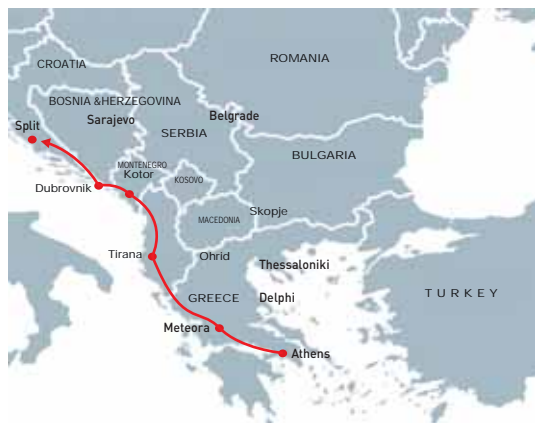 ROMANIA
CROATIA
BOSNIA &HERZEGOVINA
Belgrade
Sarajevo
Split
SERBIA
BULGARIA
MONTENEGRO
Kotor
KOSOVO
Dubrovnik
Skopje
MACEDONIA
Tirana
Ohrid
Thessaloniki
TURKEY
GREECE
Delphi
Meteora
Athens